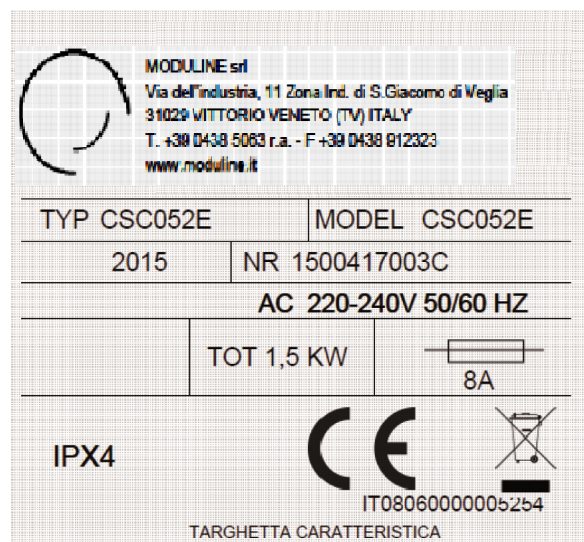 MODULINE srl
Via dell'industria, 11 Zona Ind. di S.Giacomo di Veglia
31029 VITTORIO VENETO (TV) ITALY
T. +39 0438 5063 r.a. - F +39 0438 912323
www.moduline.it
TYP CSC052E MODEL CSC052E
2015 NR 1500417003C
AC 220-240V 50/60 HZ
TOT 1,5 KW
8A
IPX4 CE
IT08060000005254
TARGHETTA CARATTERISTICA